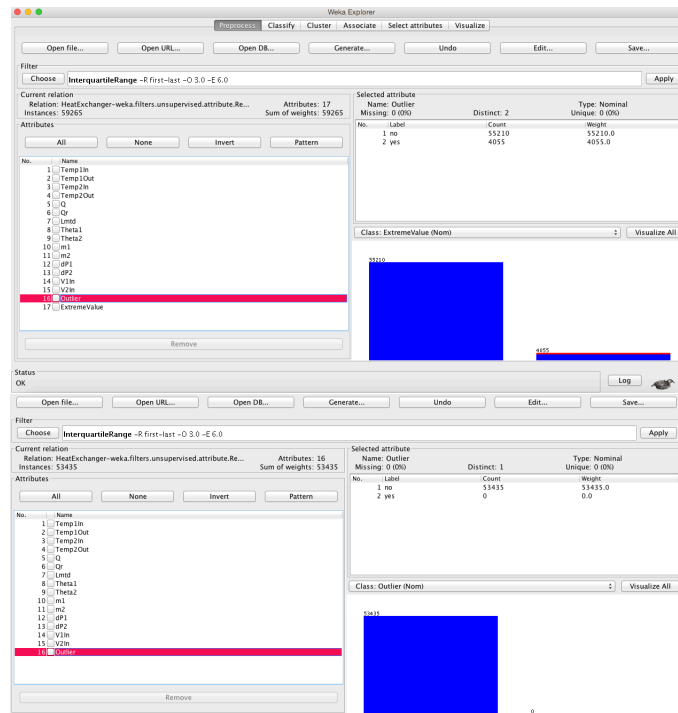 Weka Explorer
Preprocess Classify Cluster Associate Select attributes Visualize
Open file... Open URL... Open DB... Generate... Undo Edit... Save...
Filter
Choose InterquartileRange -R first-last -O 3.0 -E 6.0 Apply
Current relation
Relation: HeatExchanger-weka.filters.unsupervised.attribute.Re... Attributes: 17
Instances: 59265 Sum of weights: 59265
Attributes
All None Invert Pattern
No. Name
1 Temp1In
2 Temp1Out
3 Temp2In
4 Temp2Out
5 Q
6 Qr
7 Lmtd
8 Theta1
9 Theta2
10 m1
11 m2
12 dP1
13 dP2
14 V1In
15 V2In
16 Outlier
17 ExtremeValue
Remove
Selected attribute
Name: Outlier Type: Nominal
Missing: 0 (0%) Distinct: 2 Unique: 0 (0%)
No. Label Count Weight
1 no 55210 55210.0
2 yes 4055 4055.0
Class: ExtremeValue (Nom) Visualize All
55210
4055
Status
OK
Log
Open file... Open URL... Open DB... Generate... Undo Edit... Save...
Filter
Choose InterquartileRange -R first-last -O 3.0 -E 6.0 Apply
Current relation
Relation: HeatExchanger-weka.filters.unsupervised.attribute.Re... Attributes: 16
Instances: 53435 Sum of weights: 53435
Attributes
All None Invert Pattern
No. Name
1 Temp1In
2 Temp1Out
3 Temp2In
4 Temp2Out
5 Q
6 Qr
7 Lmtd
8 Theta1
9 Theta2
10 m1
11 m2
12 dP1
13 dP2
14 V1In
15 V2In
16 Outlier
Remove
Selected attribute
Name: Outlier Type: Nominal
Missing: 0 (0%) Distinct: 1 Unique: 0 (0%)
No. Label Count Weight
1 no 53435 53435.0
2 yes 0 0.0
Class: Outlier (Nom) Visualize All
53435
0